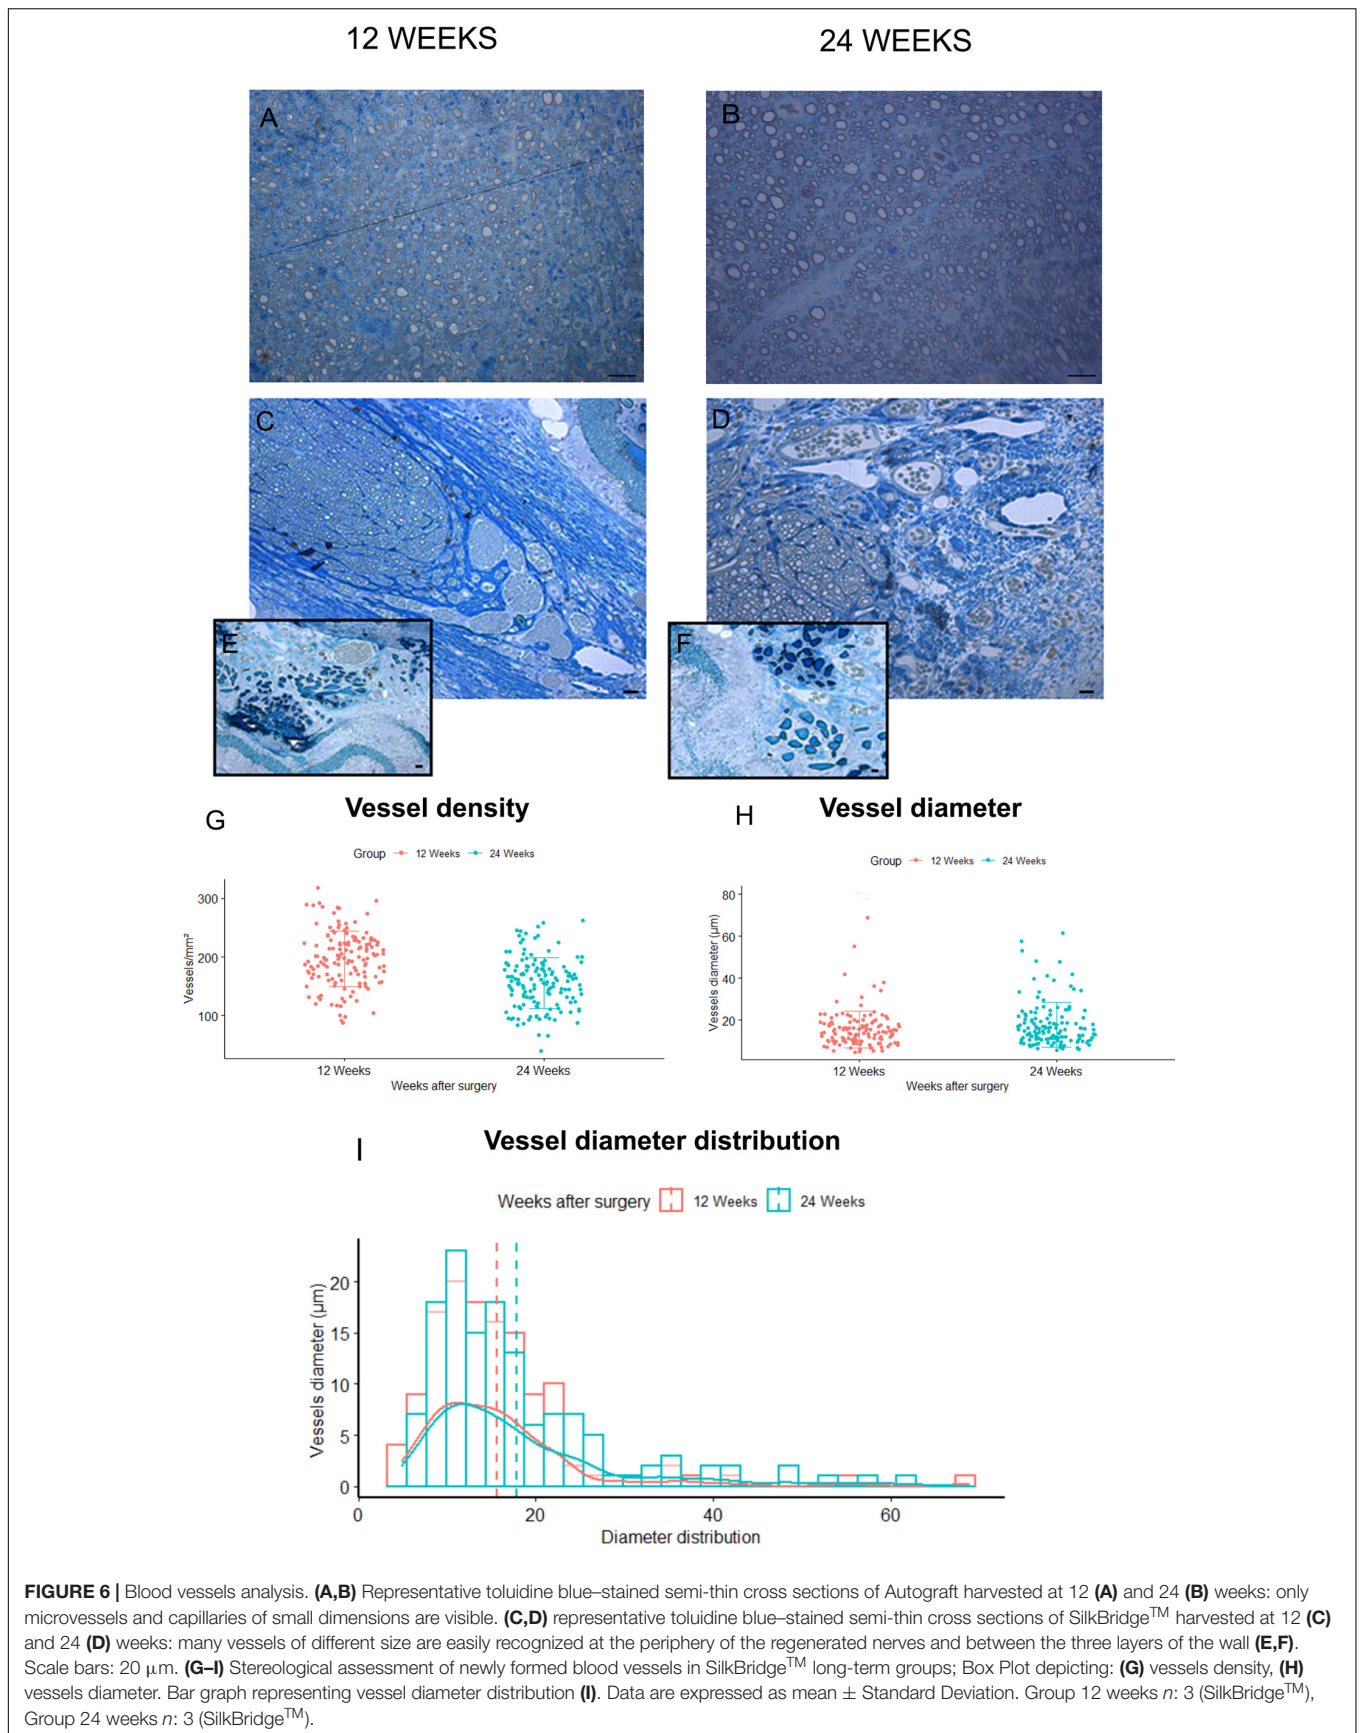 12 WEEKS
24 WEEKS
A
B
C
D
E
F
G
Vessel density
Group 12 Weeks 24 Weeks
Vessels/mm²
300
200
100
12 Weeks
24 Weeks
Weeks after surgery
H
Vessel diameter
Group 12 Weeks 24 Weeks
Vessels diameter (μm)
80
60
40
20
12 Weeks
24 Weeks
Weeks after surgery
I
Vessel diameter distribution
Weeks after surgery 12 Weeks 24 Weeks
Vessels diameter (μm)
20
15
10
5
0
0
20
40
60
Diameter distribution
FIGURE 6 | Blood vessels analysis. (A,B) Representative toluidine blue–stained semi-thin cross sections of Autograft harvested at 12 (A) and 24 (B) weeks: only
microvessels and capillaries of small dimensions are visible. (C,D) representative toluidine blue–stained semi-thin cross sections of SilkBridge™ harvested at 12 (C)
and 24 (D) weeks: many vessels of different size are easily recognized at the periphery of the regenerated nerves and between the three layers of the wall (E,F).
Scale bars: 20 μm. (G–I) Stereological assessment of newly formed blood vessels in SilkBridge™ long-term groups; Box Plot depicting: (G) vessels density, (H)
vessels diameter. Bar graph representing vessel diameter distribution (I). Data are expressed as mean ± Standard Deviation. Group 12 weeks n: 3 (SilkBridge™),
Group 24 weeks n: 3 (SilkBridge™).